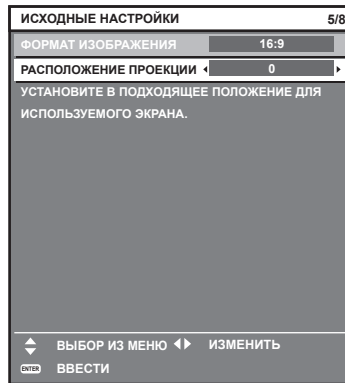 ИСХОДНЫЕ НАСТРОЙКИ 5/8
ФОРМАТ ИЗОБРАЖЕНИЯ 16:9
РАСПОЛОЖЕНИЕ ПРОЕКЦИИ 0
УСТАНОВИТЕ В ПОДХОДЯЩЕЕ ПОЛОЖЕНИЕ ДЛЯ
ИСПОЛЬЗУЕМОГО ЭКРАНА.
ВЫБОР ИЗ МЕНЮ ИЗМЕНИТЬ
ENTER ВВЕСТИ